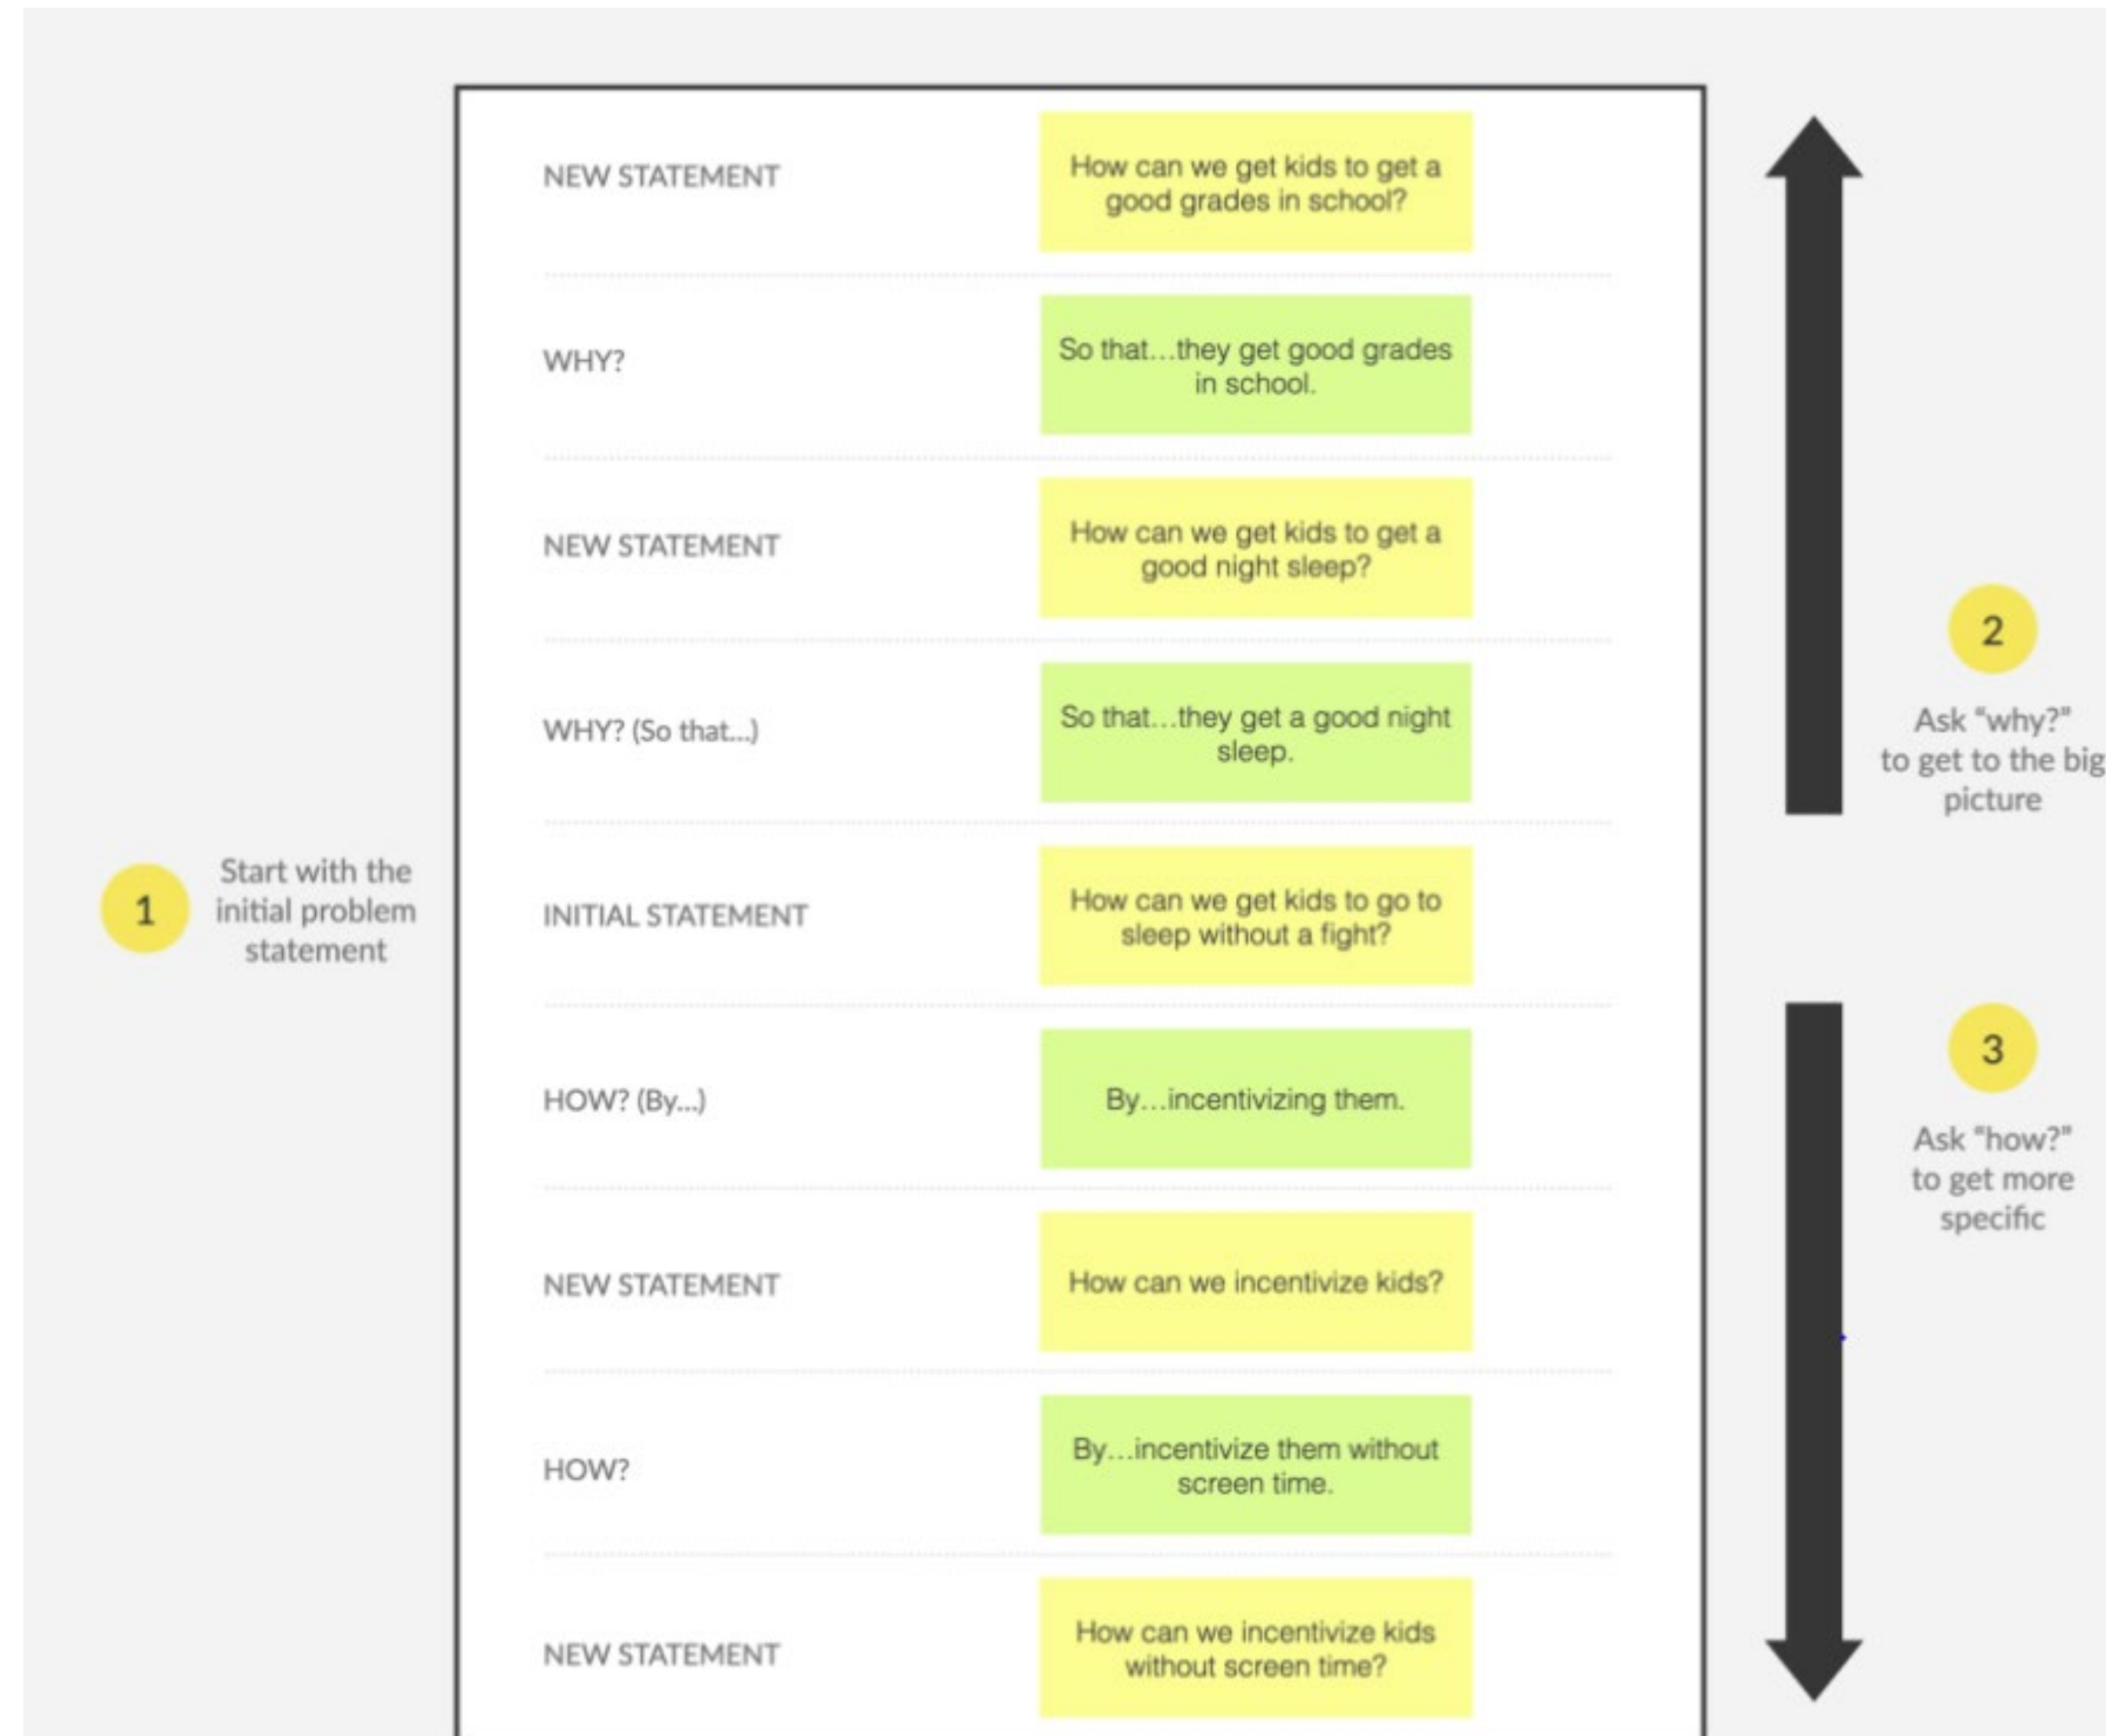 NEW STATEMENT
How can we get kids to get a
good grades in school?
WHY?
So that…they get good grades
in school.
NEW STATEMENT
How can we get kids to get a
good night sleep?
2
Ask “why?”
to get to the big
picture
WHY? (So that...)
So that…they get a good night
sleep.
1
Start with the
initial problem
statement
INITIAL STATEMENT
How can we get kids to go to
sleep without a fight?
3
Ask “how?”
to get more
specific
HOW? (By...)
By…incentivizing them.
NEW STATEMENT
How can we incentivize kids?
HOW?
By…incentivize them without
screen time.
NEW STATEMENT
How can we incentivize kids
without screen time?